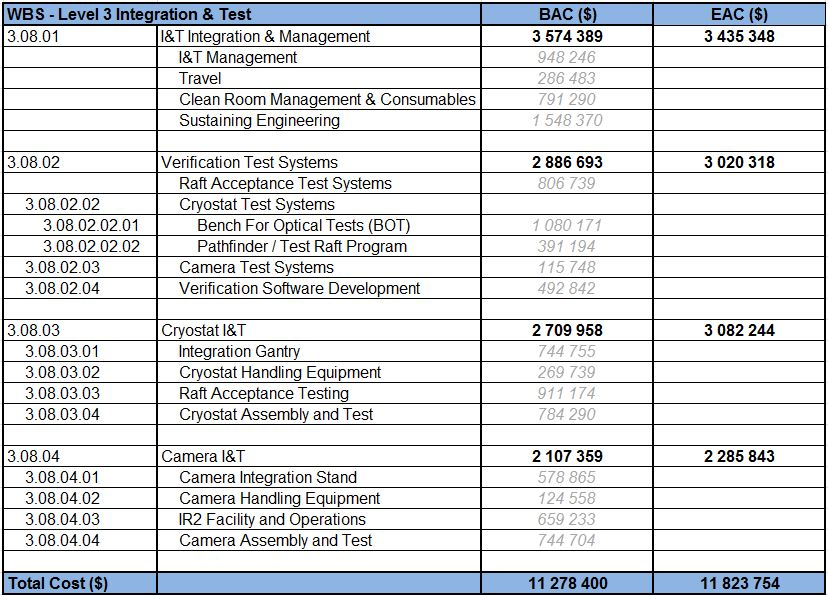 WBS - Level 3 Integration & Test BAC ($) EAC ($)
3.08.01 I&T Integration & Management 3 574 389 3 435 348
I&T Management 948 246
Travel 286 483
Clean Room Management & Consumables 791 290
Sustaining Engineering 1 548 370
3.08.02 Verification Test Systems 2 886 693 3 020 318
Raft Acceptance Test Systems 806 739
3.08.02.02 Cryostat Test Systems
3.08.02.02.01 Bench For Optical Tests (BOT) 1 080 171
3.08.02.02.02 Pathfinder / Test Raft Program 391 194
3.08.02.03 Camera Test Systems 115 748
3.08.02.04 Verification Software Development 492 842
3.08.03 Cryostat I&T 2 709 958 3 082 244
3.08.03.01 Integration Gantry 744 755
3.08.03.02 Cryostat Handling Equipment 269 739
3.08.03.03 Raft Acceptance Testing 911 174
3.08.03.04 Cryostat Assembly and Test 784 290
3.08.04 Camera I&T 2 107 359 2 285 843
3.08.04.01 Camera Integration Stand 578 865
3.08.04.02 Camera Handling Equipment 124 558
3.08.04.03 IR2 Facility and Operations 659 233
3.08.04.04 Camera Assembly and Test 744 704
Total Cost ($) 11 278 400 11 823 754